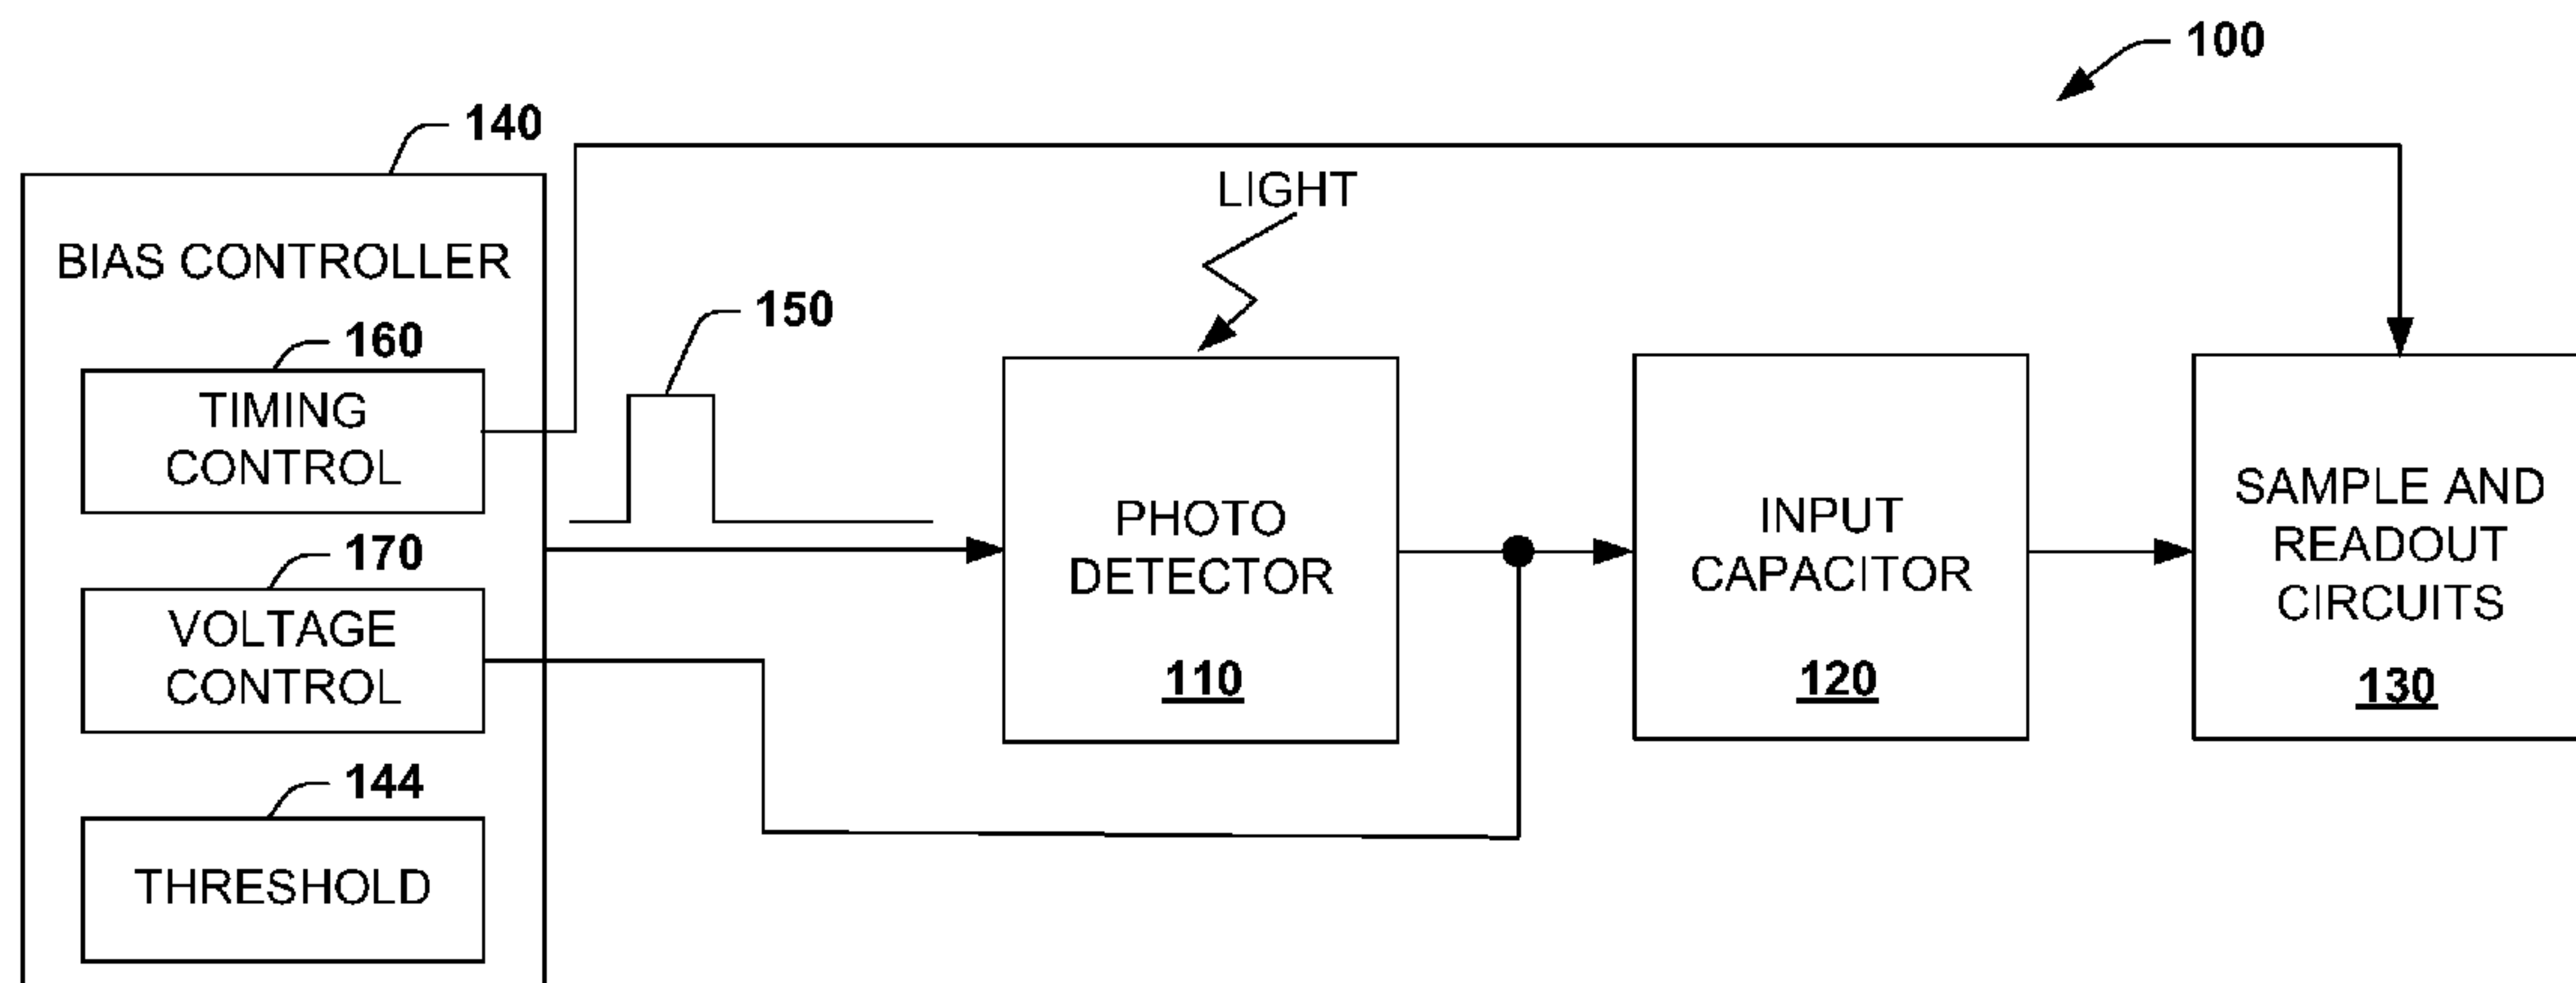 100
140
LIGHT
BIAS CONTROLLER
150
160
TIMING
CONTROL
170
VOLTAGE
CONTROL
144
THRESHOLD
PHOTO
DETECTOR
110
INPUT
CAPACITOR
120
SAMPLE AND
READOUT
CIRCUITS
130